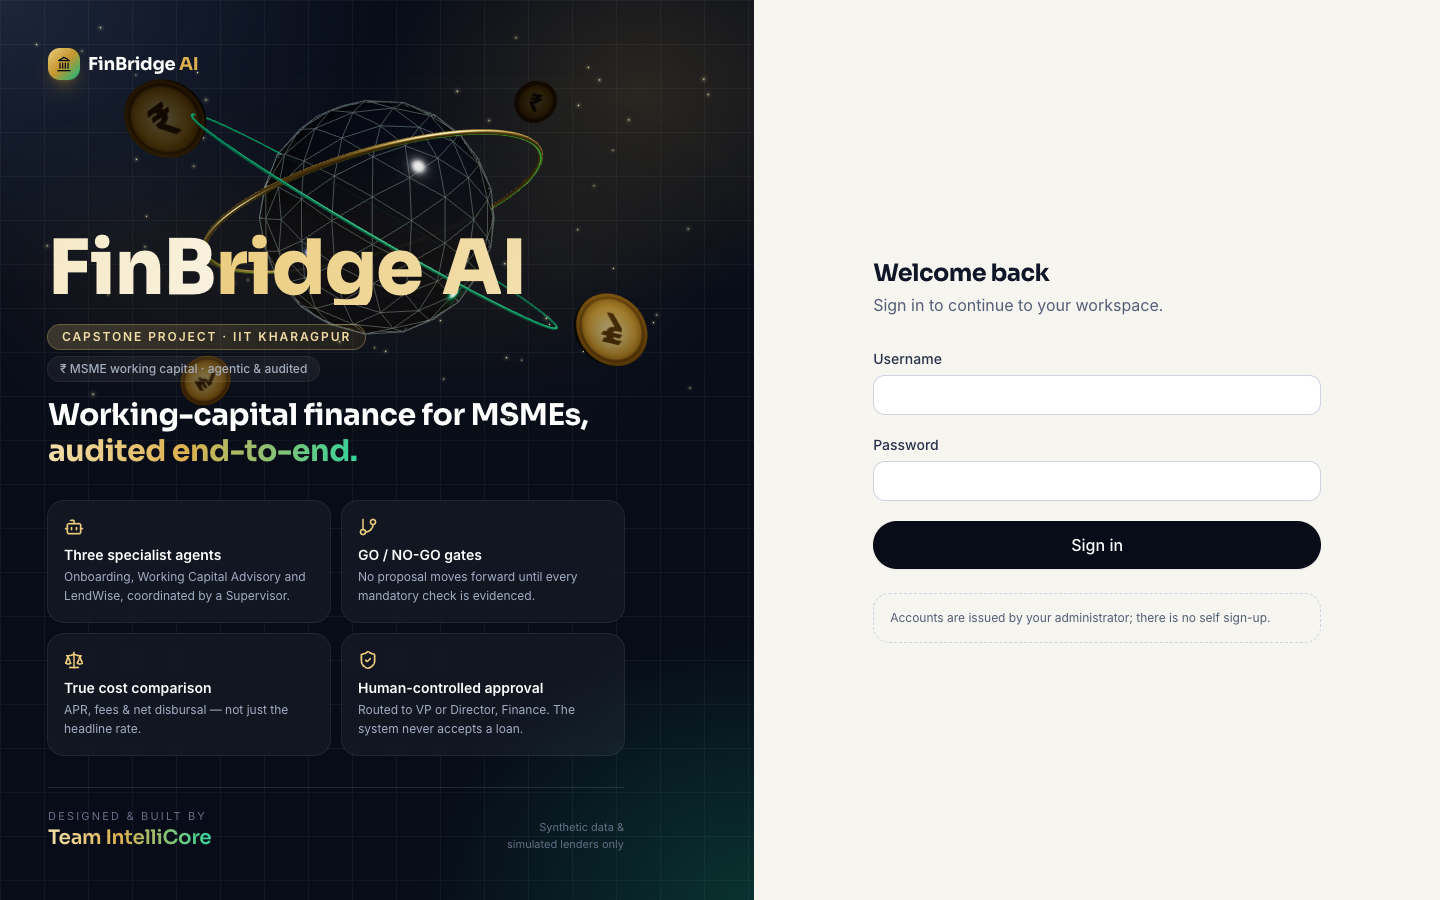 FinBridge AI
₹
₹
FinBridge AI
CAPSTONE PROJECT · IIT KHARAGPUR
₹ MSME working capital · agentic & audited
₹
₹
Working-capital finance for MSMEs,
audited end-to-end.
Three specialist agents
Onboarding, Working Capital Advisory and
LendWise, coordinated by a Supervisor.
GO / NO-GO gates
No proposal moves forward until every
mandatory check is evidenced.
True cost comparison
APR, fees & net disbursal — not just the
headline rate.
Human-controlled approval
Routed to VP or Director, Finance. The
system never accepts a loan.
DESIGNED & BUILT BY
Team IntelliCore
Synthetic data &
simulated lenders only
Welcome back
Sign in to continue to your workspace.
Username
Password
Sign in
Accounts are issued by your administrator; there is no self sign-up.